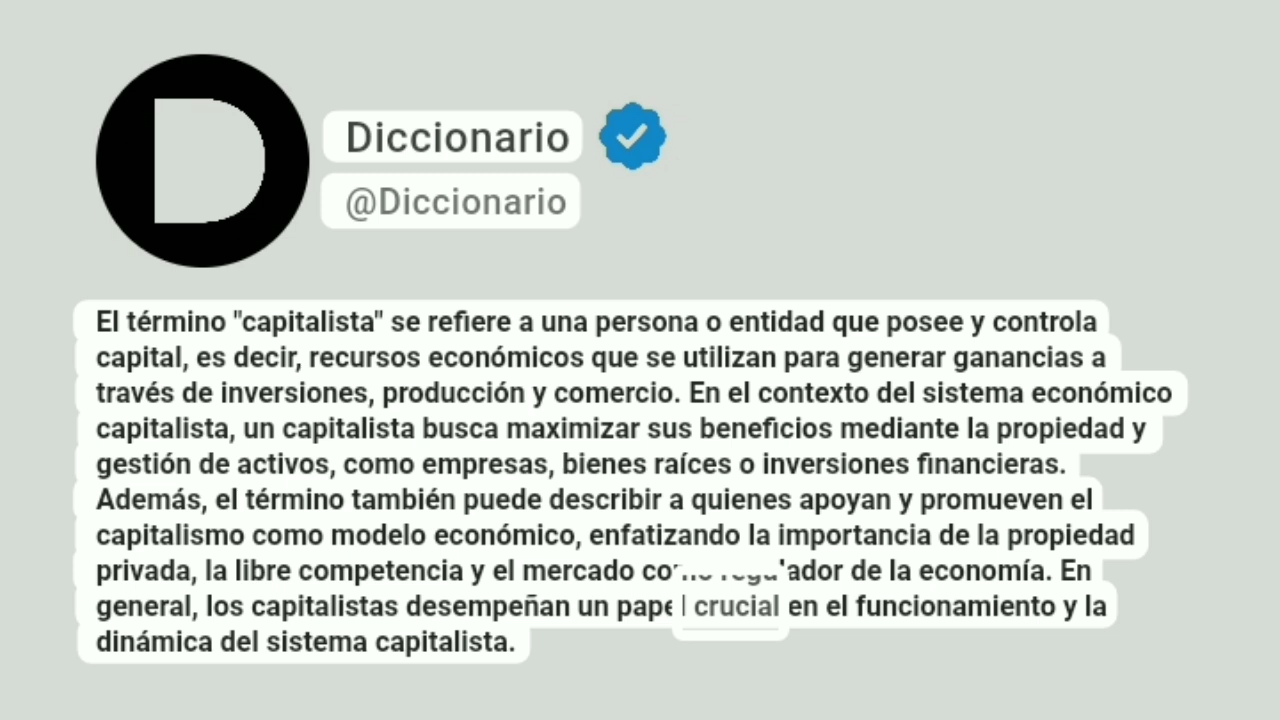 D
Diccionario
@Diccionario
El término "capitalista" se refiere a una persona o entidad que posee y controla
capital, es decir, recursos económicos que se utilizan para generar ganancias a
través de inversiones, producción y comercio. En el contexto del sistema económico
capitalista, un capitalista busca maximizar sus beneficios mediante la propiedad y
gestión de activos, como empresas, bienes raíces o inversiones financieras.
Además, el término también puede describir a quienes apoyan y promueven el
capitalismo como modelo económico, enfatizando la importancia de la propiedad
privada, la libre competencia y el mercado como regulador de la economía. En
general, los capitalistas desempeñan un papel crucial en el funcionamiento y la
dinámica del sistema capitalista.